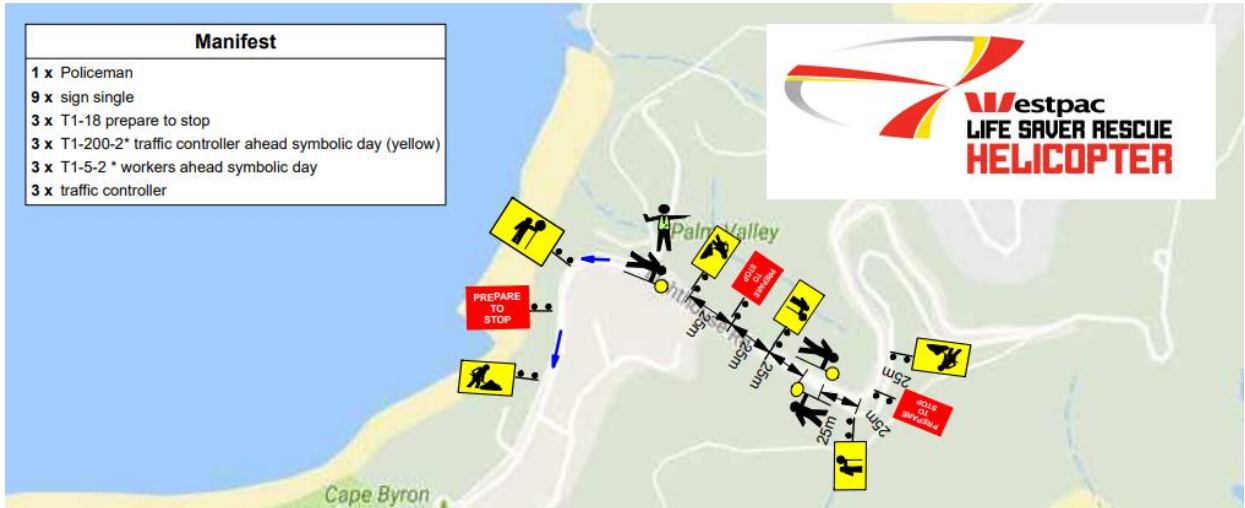 Manifest
1 x Policeman
9 x sign single
3 x T1-18 prepare to stop
3 x T1-200-2* traffic controller ahead symbolic day (yellow)
3 x T1-5-2 * workers ahead symbolic day
3 x traffic controller
Westpac
LIFE SAVER RESCUE
HELICOPTER
Palm Valley
PREPARE
TO
STOP
PREPARE
TO
STOP
25m
25m
25m
25m
25m
25m
PREPARE
TO
STOP
Cape Byron